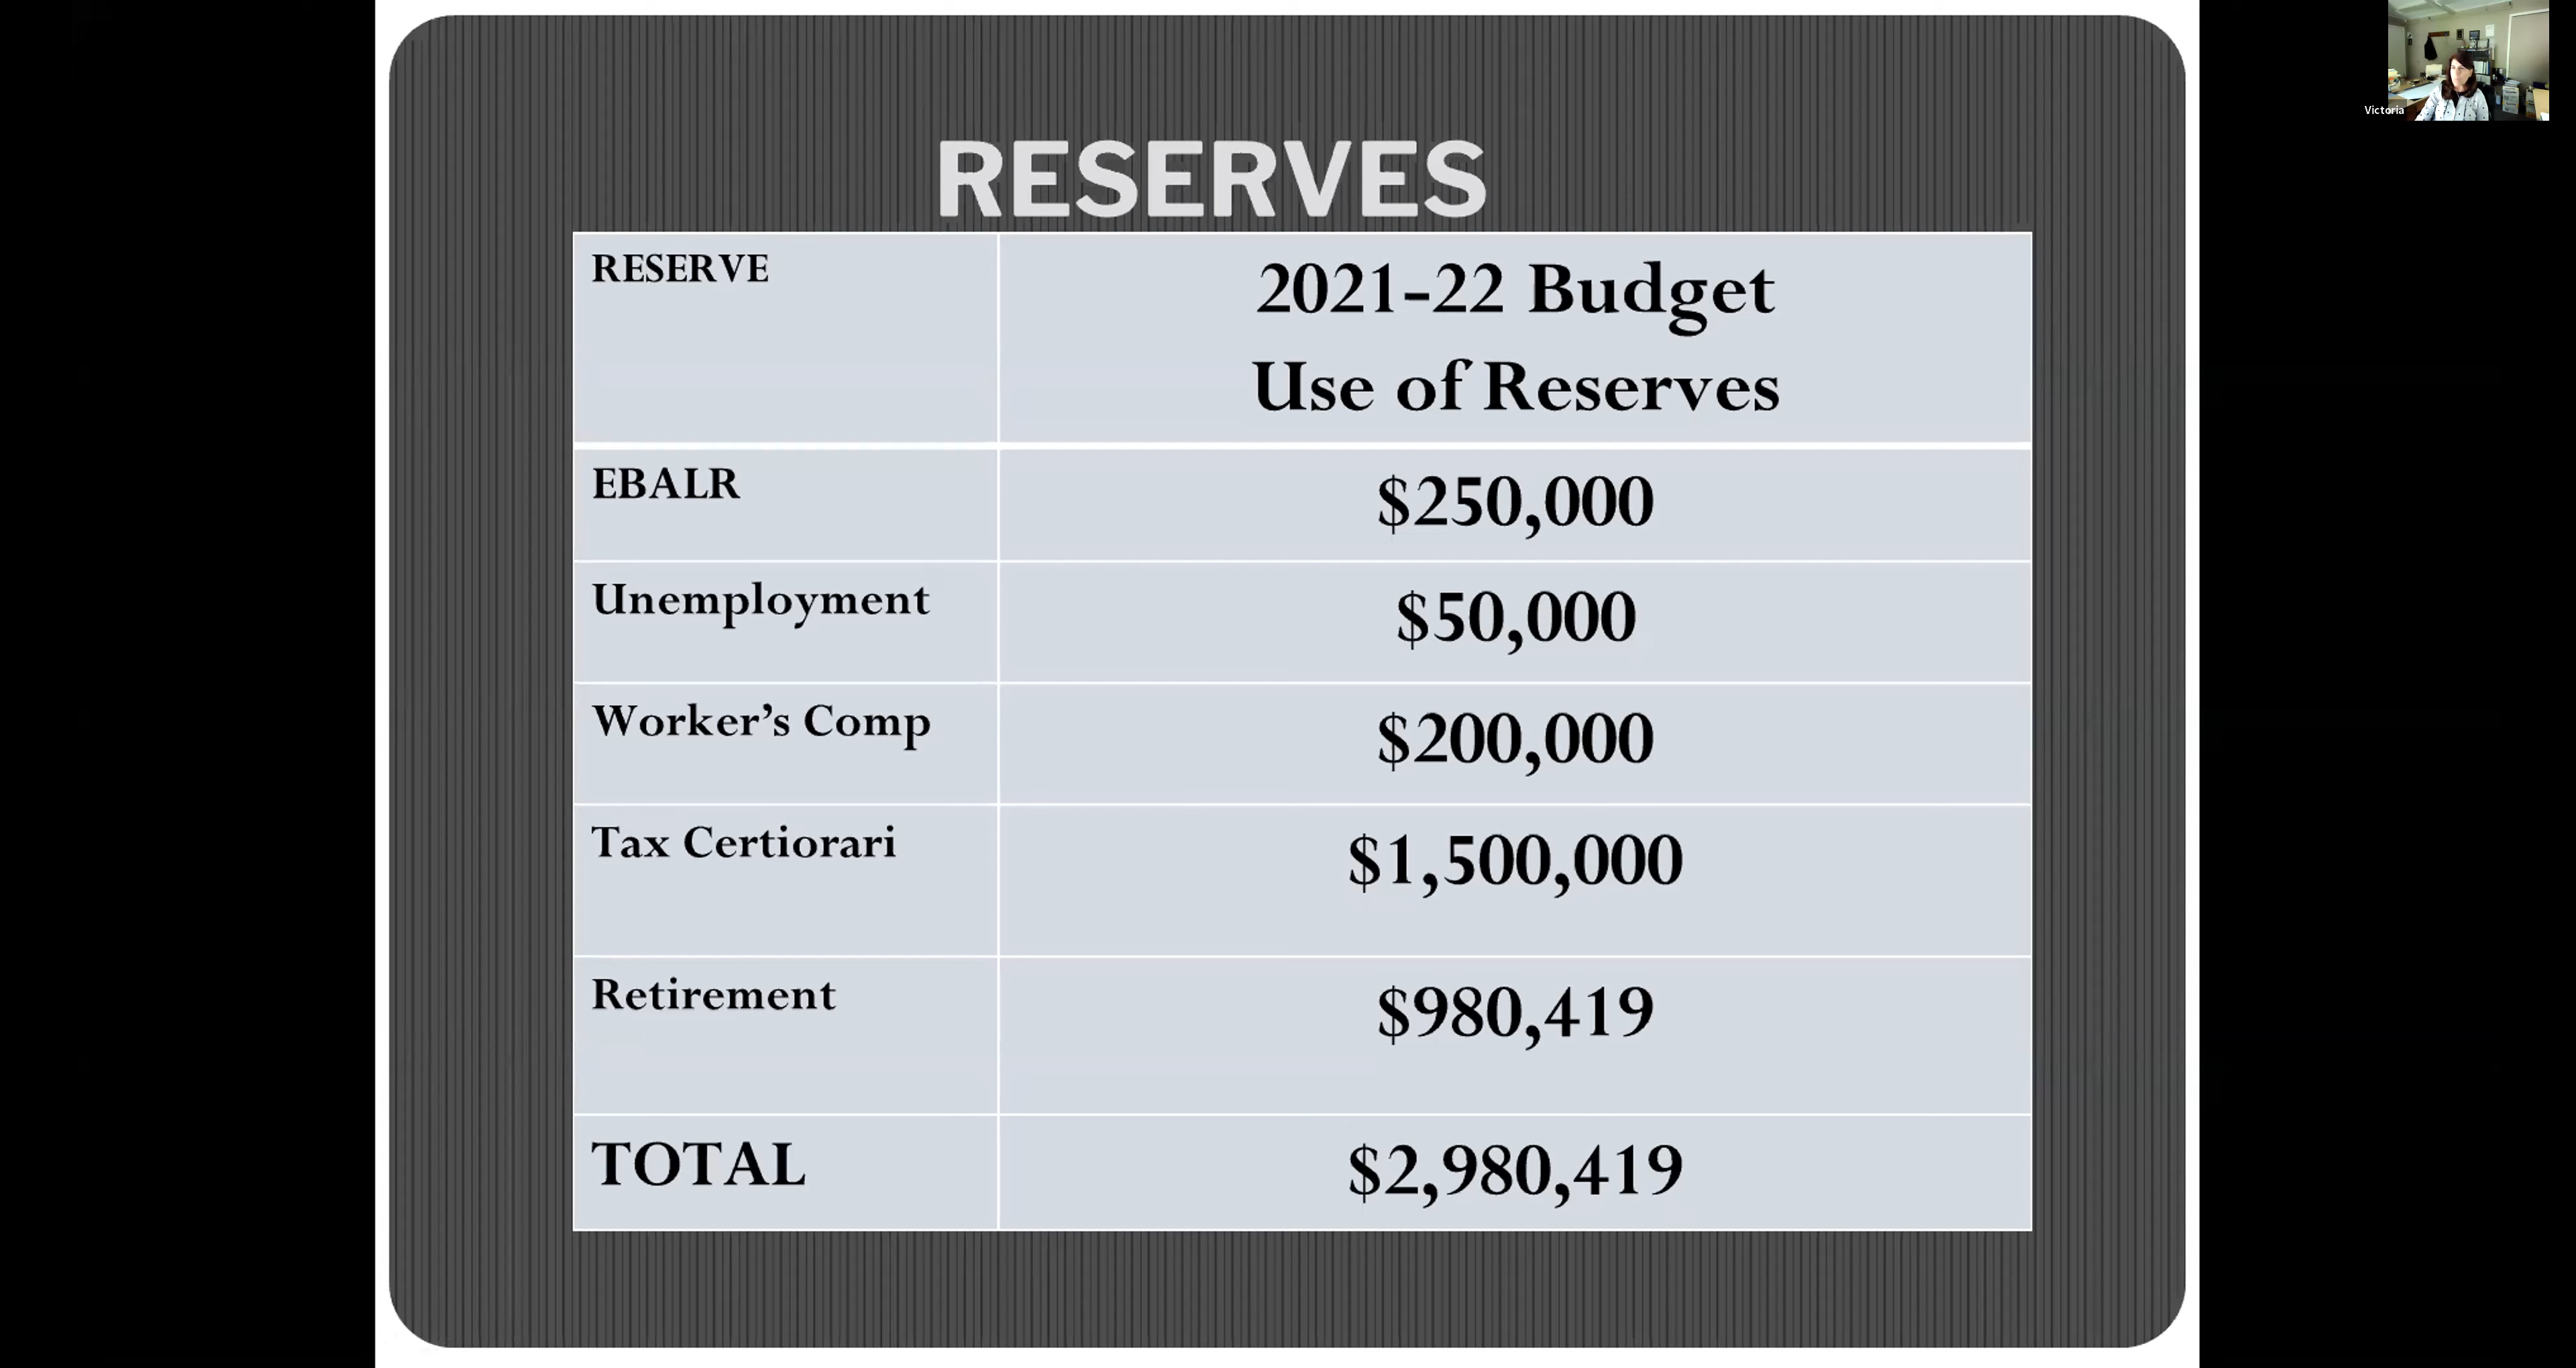 RESERVES
RESERVE
2021-22 Budget
Use of Reserves
EBALR
$250,000
Unemployment
$50,000
Worker’s Comp
$200,000
Tax Certiorari
$1,500,000
Retirement
$980,419
TOTAL
$2,980,419
Victoria